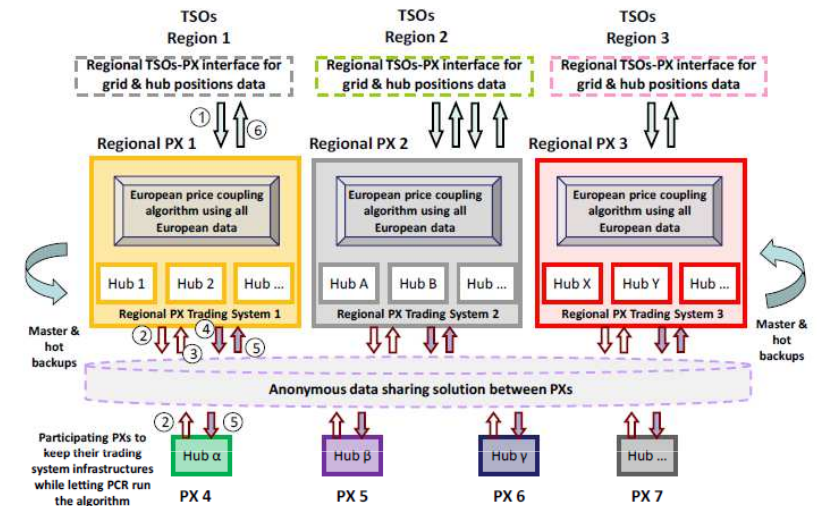 TSOs
Region 1
TSOs
Region 2
TSOs
Region 3
Regional TSOs-PX interface for
grid & hub positions data
Regional TSOs-PX interface for
grid & hub positions data
Regional TSOs-PX interface for
grid & hub positions data
1
6
Regional PX 1
Regional PX 2
Regional PX 3
European price coupling
algorithm using all
European data
European price coupling
algorithm using all
European data
European price coupling
algorithm using all
European data
Hub 1
Hub 2
Hub ...
Hub A
Hub B
Hub ...
Hub X
Hub Y
Hub ...
Regional PX Trading System 1
Regional PX Trading System 2
Regional PX Trading System 3
Master &
hot
backups
2
3
4
5
Master &
hot
backups
Anonymous data sharing solution between PXs
Participating PXs to
keep their trading
system infrastructures
while letting PCR run
the algorithm
2
5
Hub α
Hub β
Hub γ
Hub ...
PX 4
PX 5
PX 6
PX 7